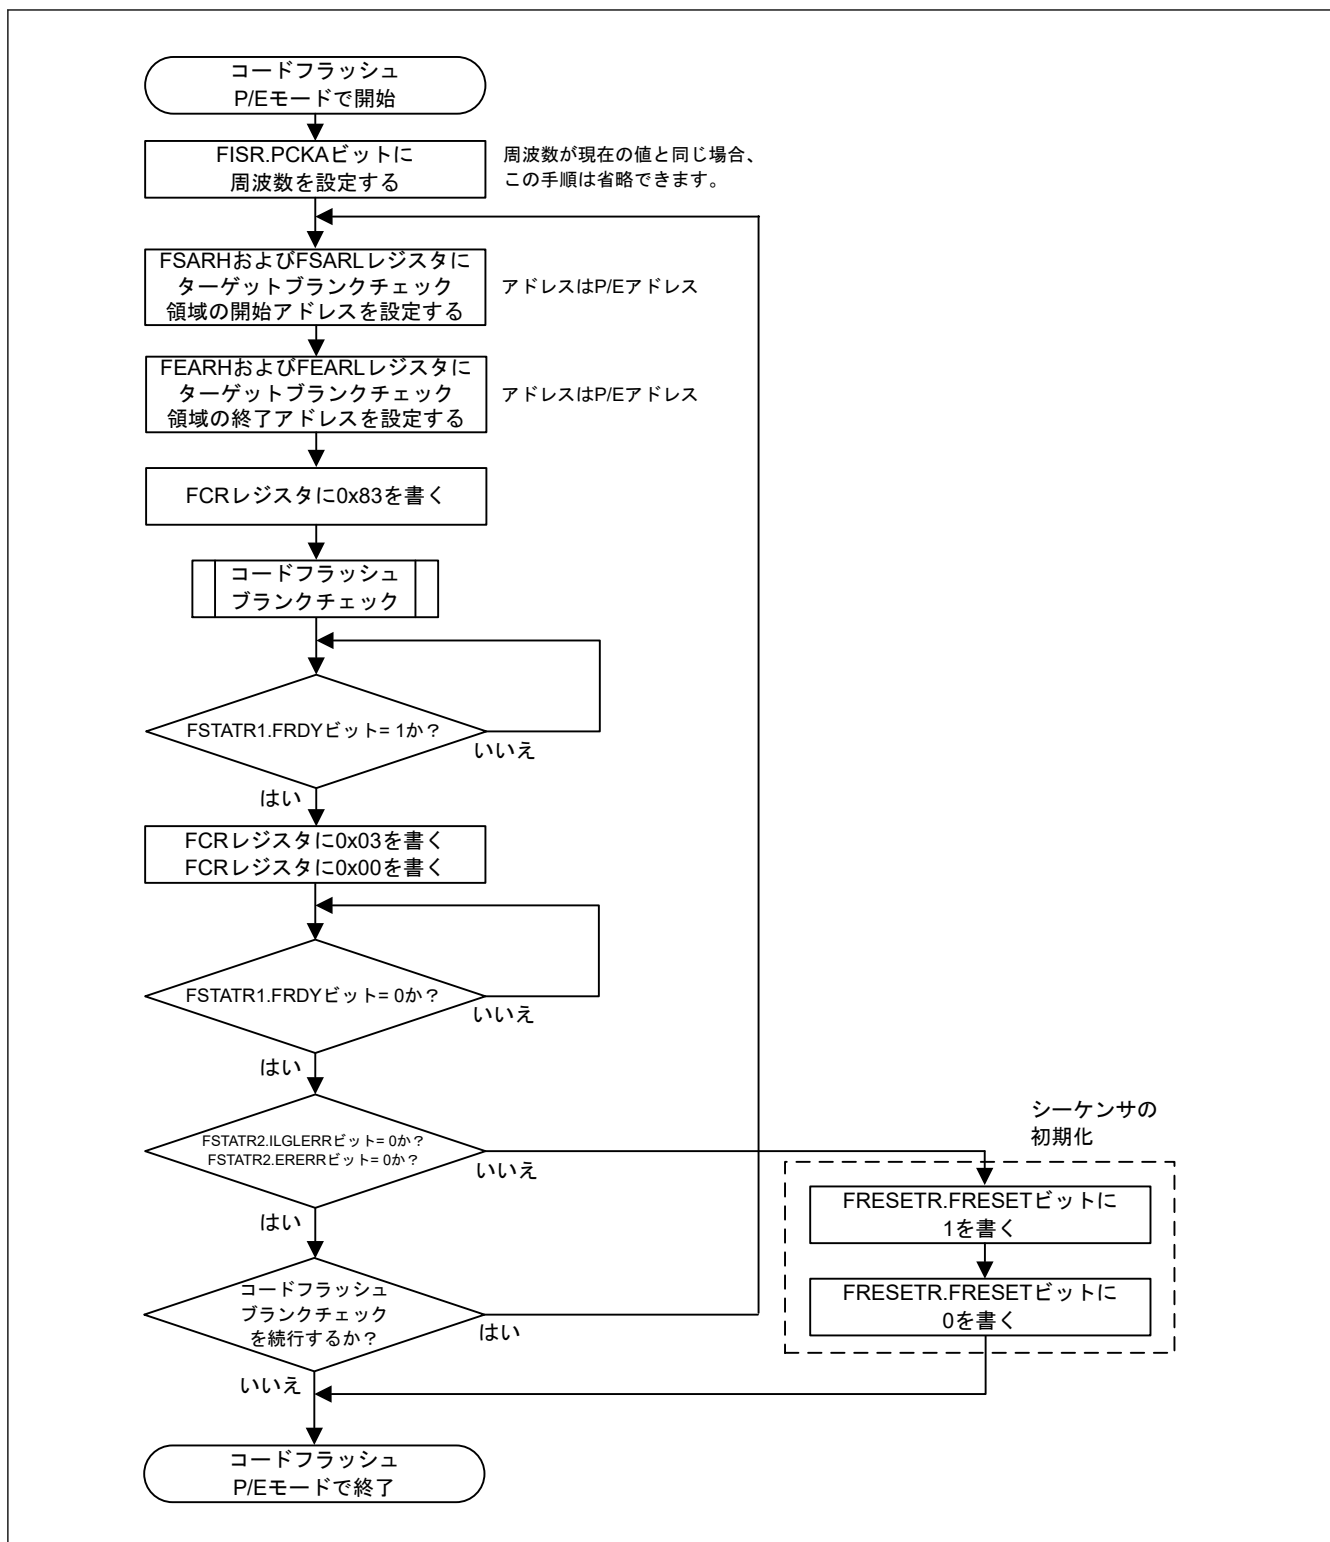 コードフラッシュ
P/Eモードで開始
FISR.PCKAビットに
周波数を設定する
周波数が現在の値と同じ場合、
この手順は省略できます。
FSARHおよびFSARLレジスタに
ターゲットブランクチェック
領域の開始アドレスを設定する
アドレスはP/Eアドレス
FEARHおよびFEARLレジスタに
ターゲットブランクチェック
領域の終了アドレスを設定する
アドレスはP/Eアドレス
FCRレジスタに0x83を書く
コードフラッシュ
ブランクチェック
FSTATR1.FRDYビット= 1か？
いいえ
はい
FCRレジスタに0x03を書く
FCRレジスタに0x00を書く
FSTATR1.FRDYビット= 0か？
いいえ
はい
FSTATR2.ILGLERRビット= 0か？
FSTATR2.ERERRビット= 0か？
いいえ
はい
シーケンサの
初期化
FRESETR.FRESETビットに
1を書く
FRESETR.FRESETビットに
0を書く
コードフラッシュ
ブランクチェック
を続行するか？
はい
いいえ
コードフラッシュ
P/Eモードで終了